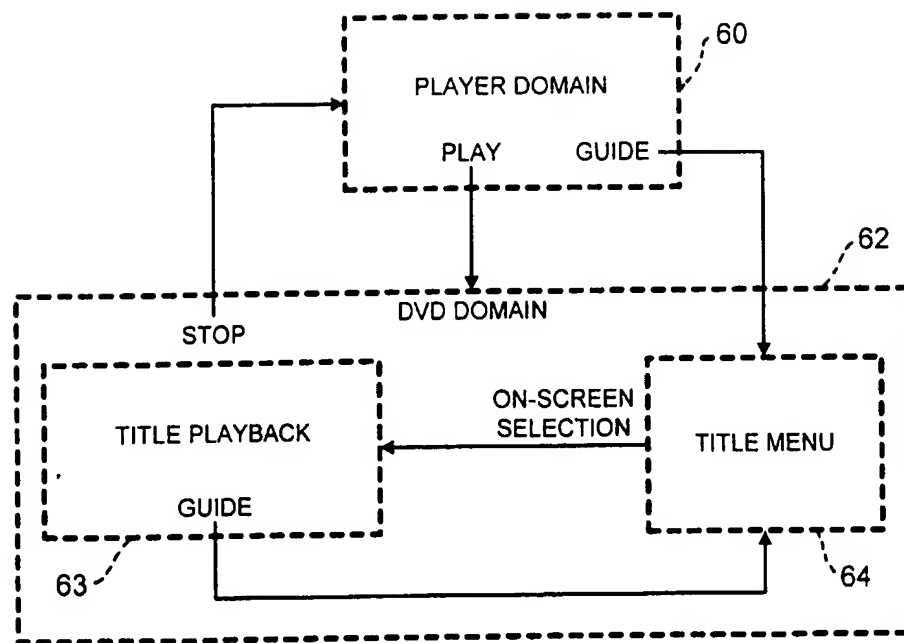 60
PLAYER DOMAIN
PLAY GUIDE
62
DVD DOMAIN
STOP
ON-SCREEN
SELECTION
TITLE PLAYBACK
TITLE MENU
GUIDE
63
64